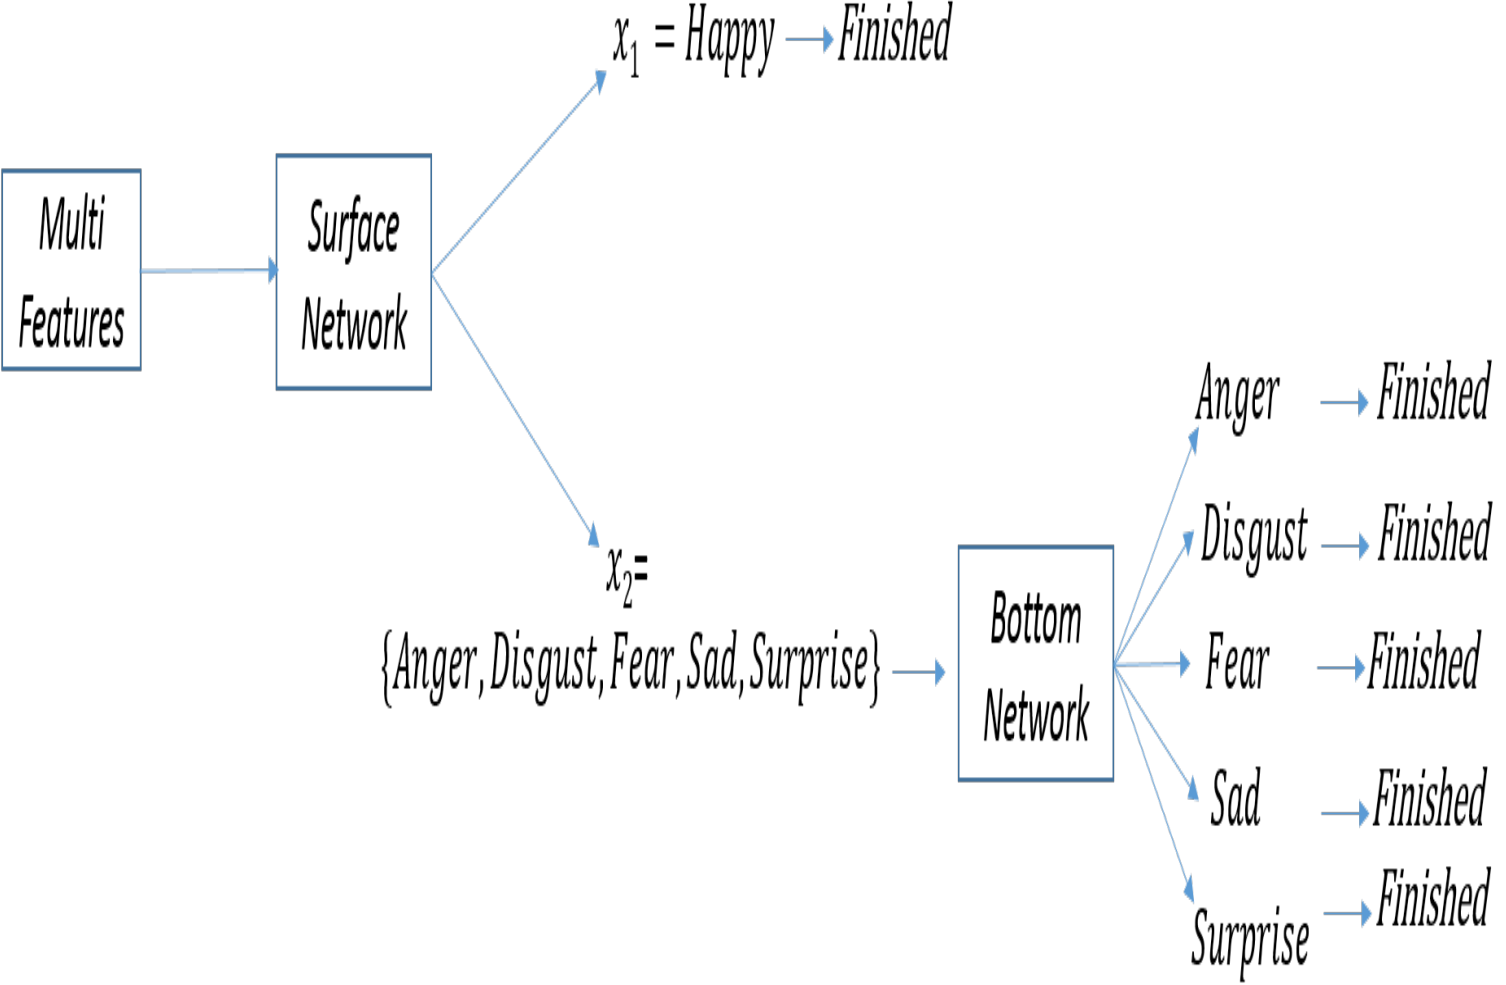 x₁ = Happy
Finished
Multi
Features
Surface
Network
x₂=
{Anger, Disgust, Fear, Sad, Surprise}
Bottom
Network
Anger
Finished
Disgust
Finished
Fear
Finished
Sad
Finished
Surprise
Finished